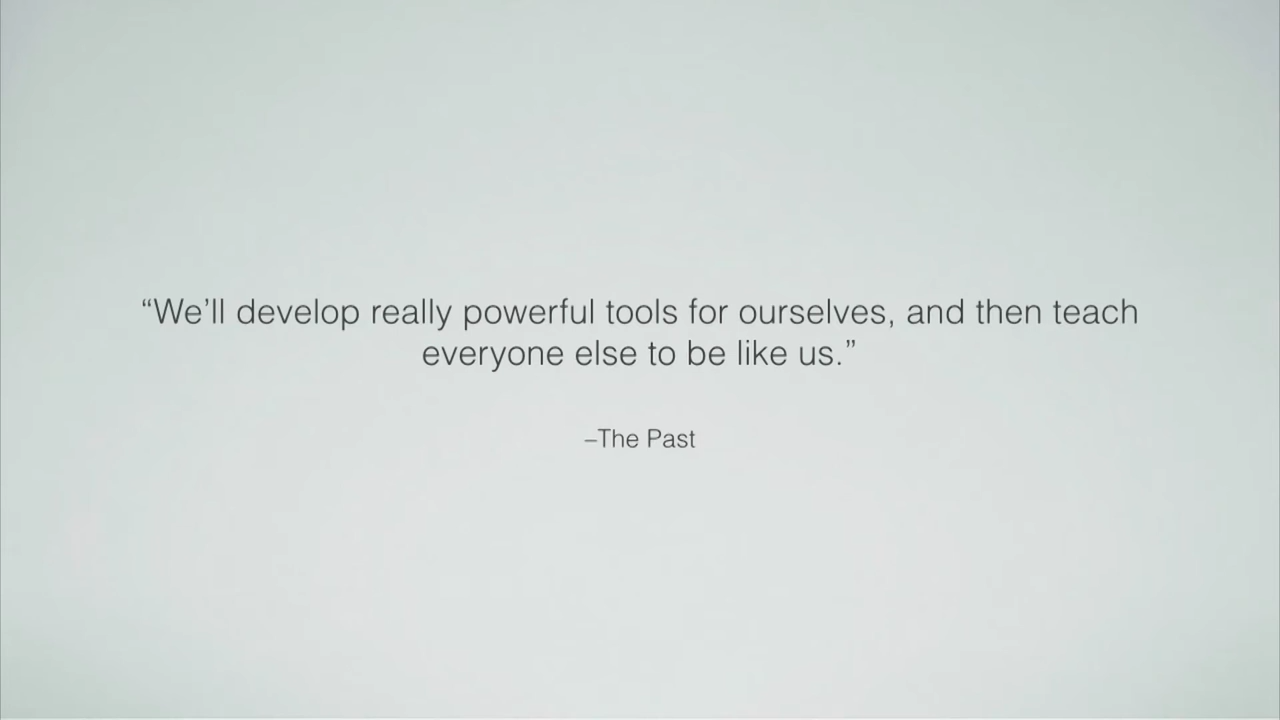 “We’ll develop really powerful tools for ourselves, and then teach
everyone else to be like us.”
–The Past